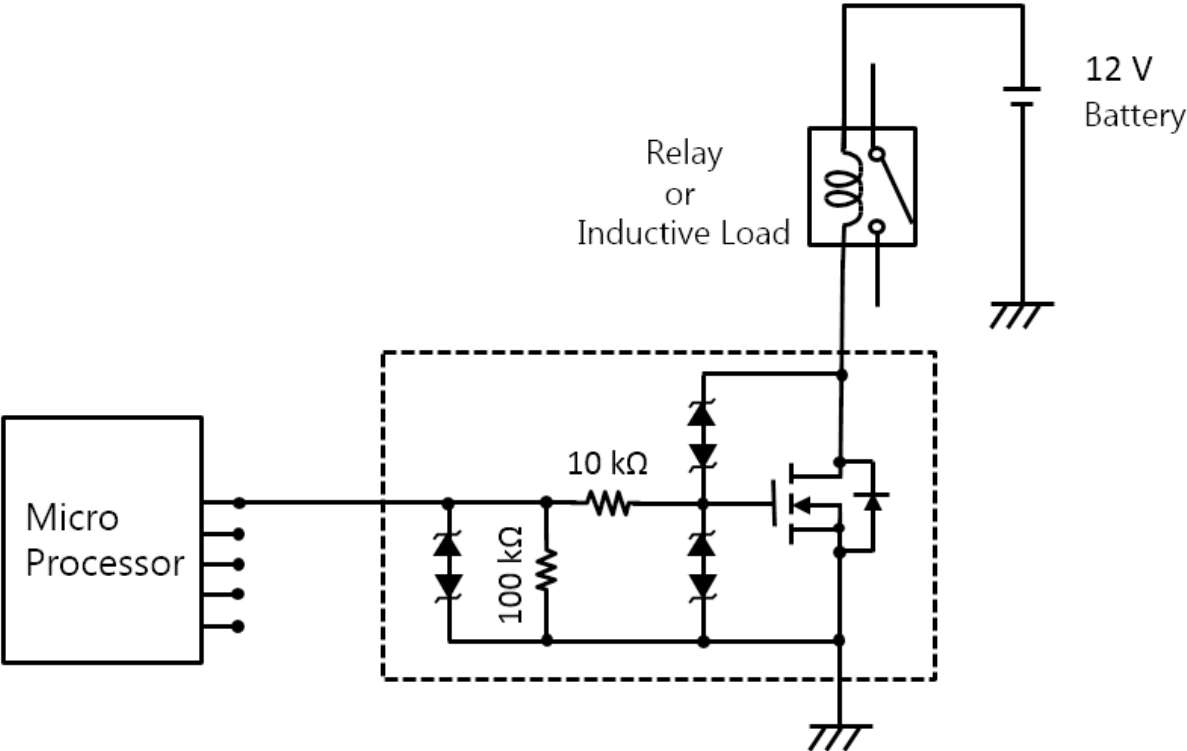 12 V
Battery
Relay
or
Inductive Load
10 kΩ
100 kΩ
Micro
Processor